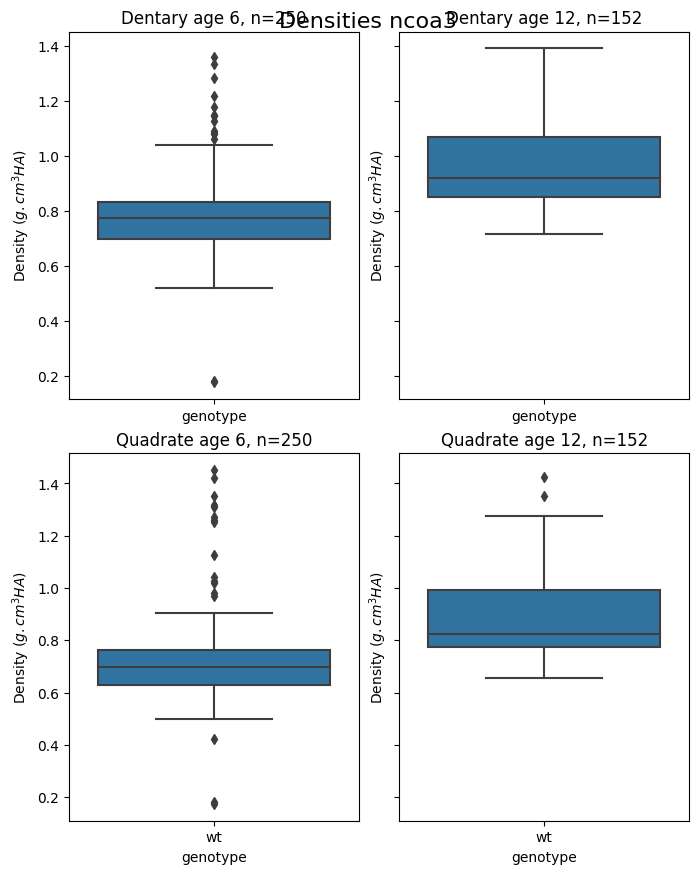 Densities ncoa3
Dentary age 6, n=250
Dentary age 12, n=152
1.4
1.2
1.0
0.8
0.6
0.4
0.2
Density (g.cm³HA)
Density (g.cm³HA)
genotype
genotype
Quadrate age 6, n=250
Quadrate age 12, n=152
1.4
1.2
1.0
0.8
0.6
0.4
0.2
Density (g.cm³HA)
Density (g.cm³HA)
wt
wt
genotype
genotype